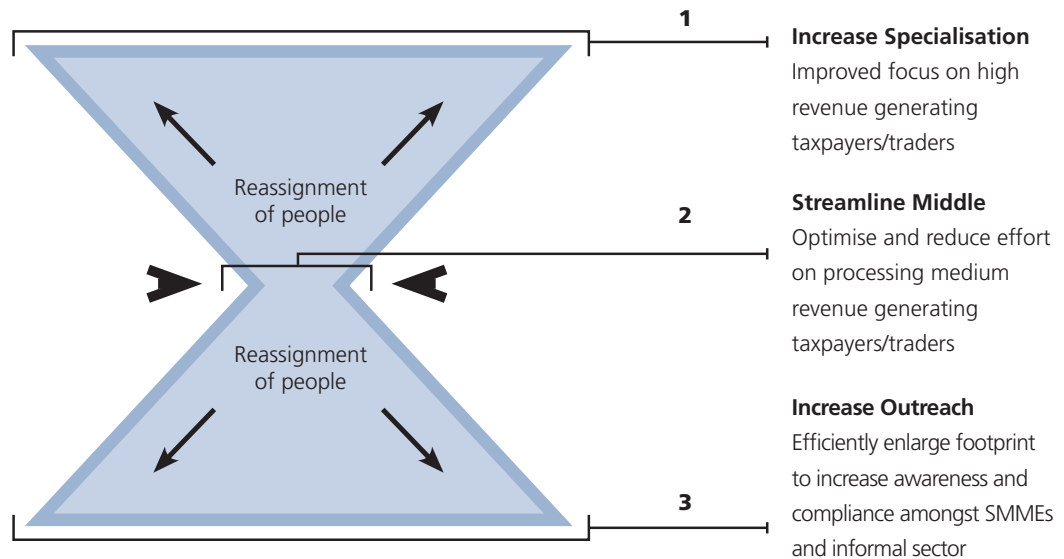 1
Increase Specialisation
Improved focus on high
revenue generating
taxpayers/traders
Reassignment
of people
2
Streamline Middle
Optimise and reduce effort
on processing medium
revenue generating
taxpayers/traders
Reassignment
of people
3
Increase Outreach
Efficiently enlarge footprint
to increase awareness and
compliance amongst SMMEs
and informal sector